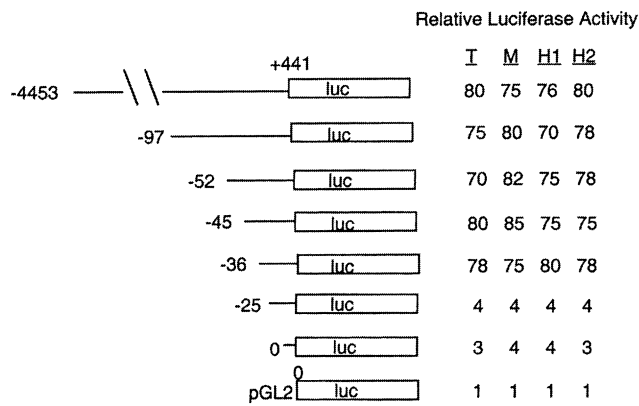 Relative Luciferase Activity
T M H1 H2
+441
-4453 luc 80 75 76 80
-97 luc 75 80 70 78
-52 luc 70 82 75 78
-45 luc 80 85 75 75
-36 luc 78 75 80 78
-25 luc 4 4 4 4
0 luc 3 4 4 3
0
pGL2 luc 1 1 1 1